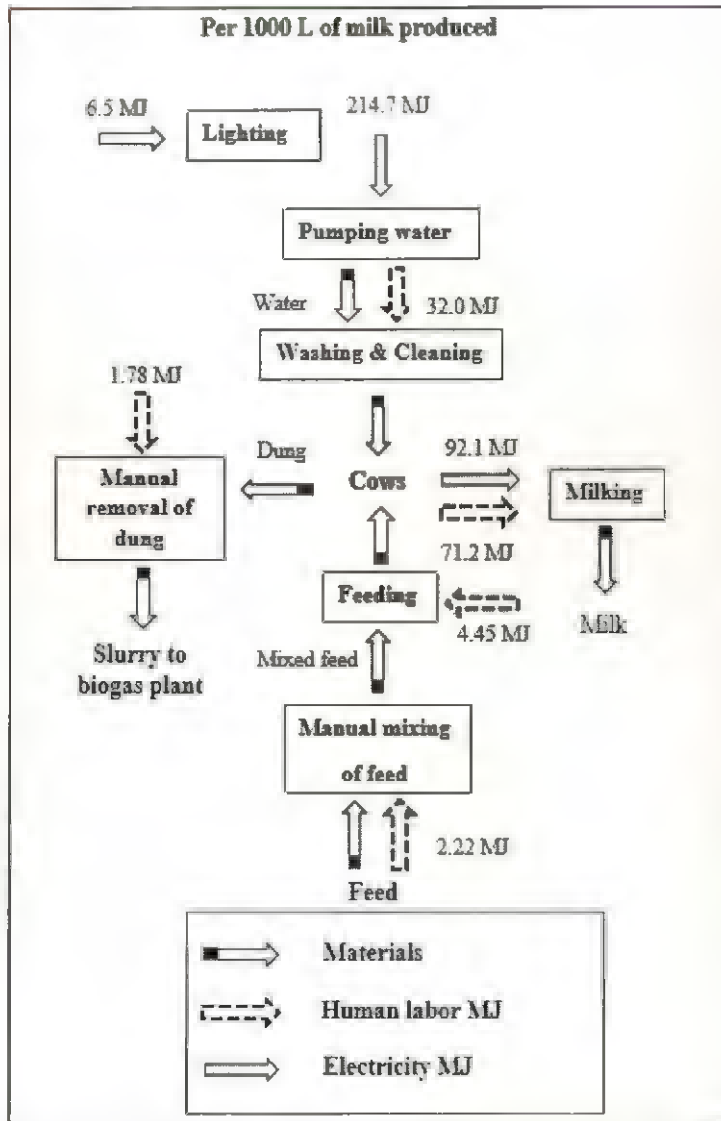 Per 1000 L of milk produced
6.5 MJ
214.7 MJ
Lighting
Pumping water
Water
32.0 MJ
Washing & Cleaning
1.78 MJ
Dung
92.1 MJ
Manual
removal of
dung
Cows
Milking
71.2 MJ
Feeding
4.45 MJ
Milk
Slurry to
biogas plant
Mixed feed
Manual mixing
of feed
2.22 MJ
Feed
Materials
Human labor MJ
Electricity MJ